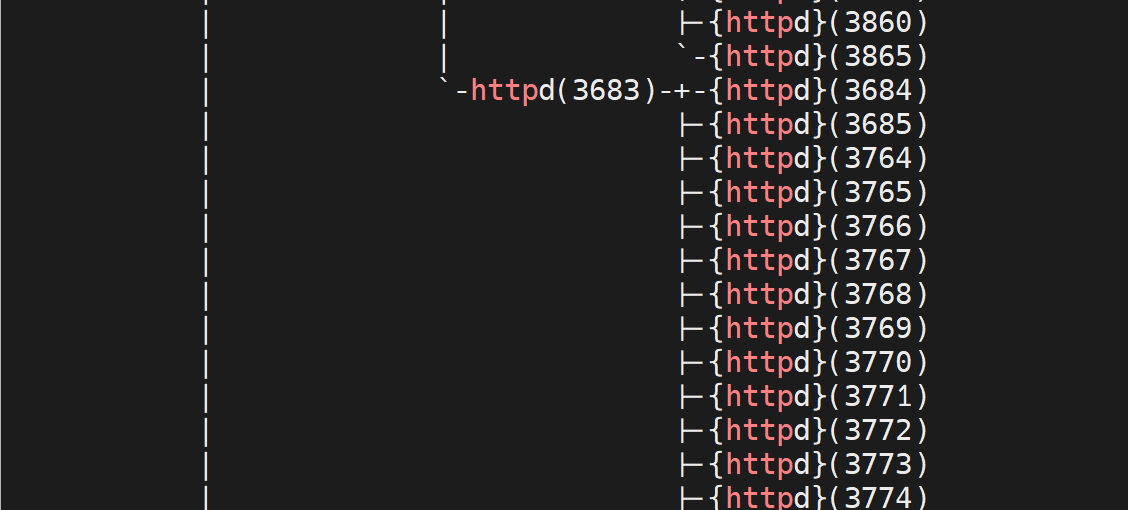 |                           |                           |-{httpd}(3860)
|                           |                           `-{httpd}(3865)
|                           `-httpd(3683)-+-{httpd}(3684)
|                                                       |-{httpd}(3685)
|                                                       |-{httpd}(3764)
|                                                       |-{httpd}(3765)
|                                                       |-{httpd}(3766)
|                                                       |-{httpd}(3767)
|                                                       |-{httpd}(3768)
|                                                       |-{httpd}(3769)
|                                                       |-{httpd}(3770)
|                                                       |-{httpd}(3771)
|                                                       |-{httpd}(3772)
|                                                       |-{httpd}(3773)
|                                                       |-{httpd}(3774)